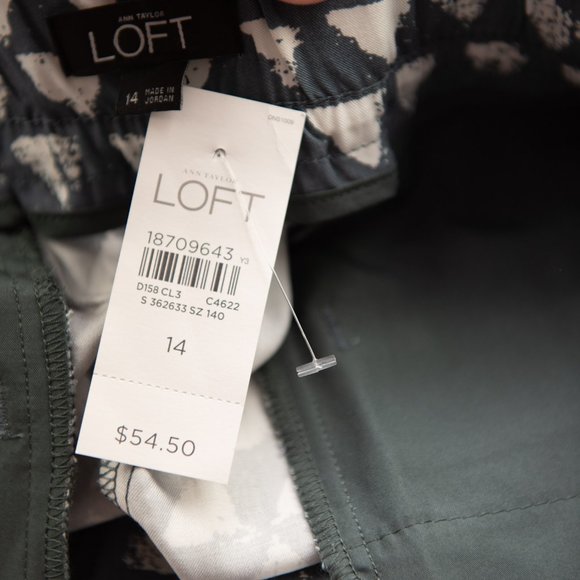 ANN TAYLOR
LOFT
14 MADE IN
JORDAN
ANN TAYLOR
LOFT
18709643 Y3
D158 CL3 C4622
S 362633 SZ 140
14
$54.50